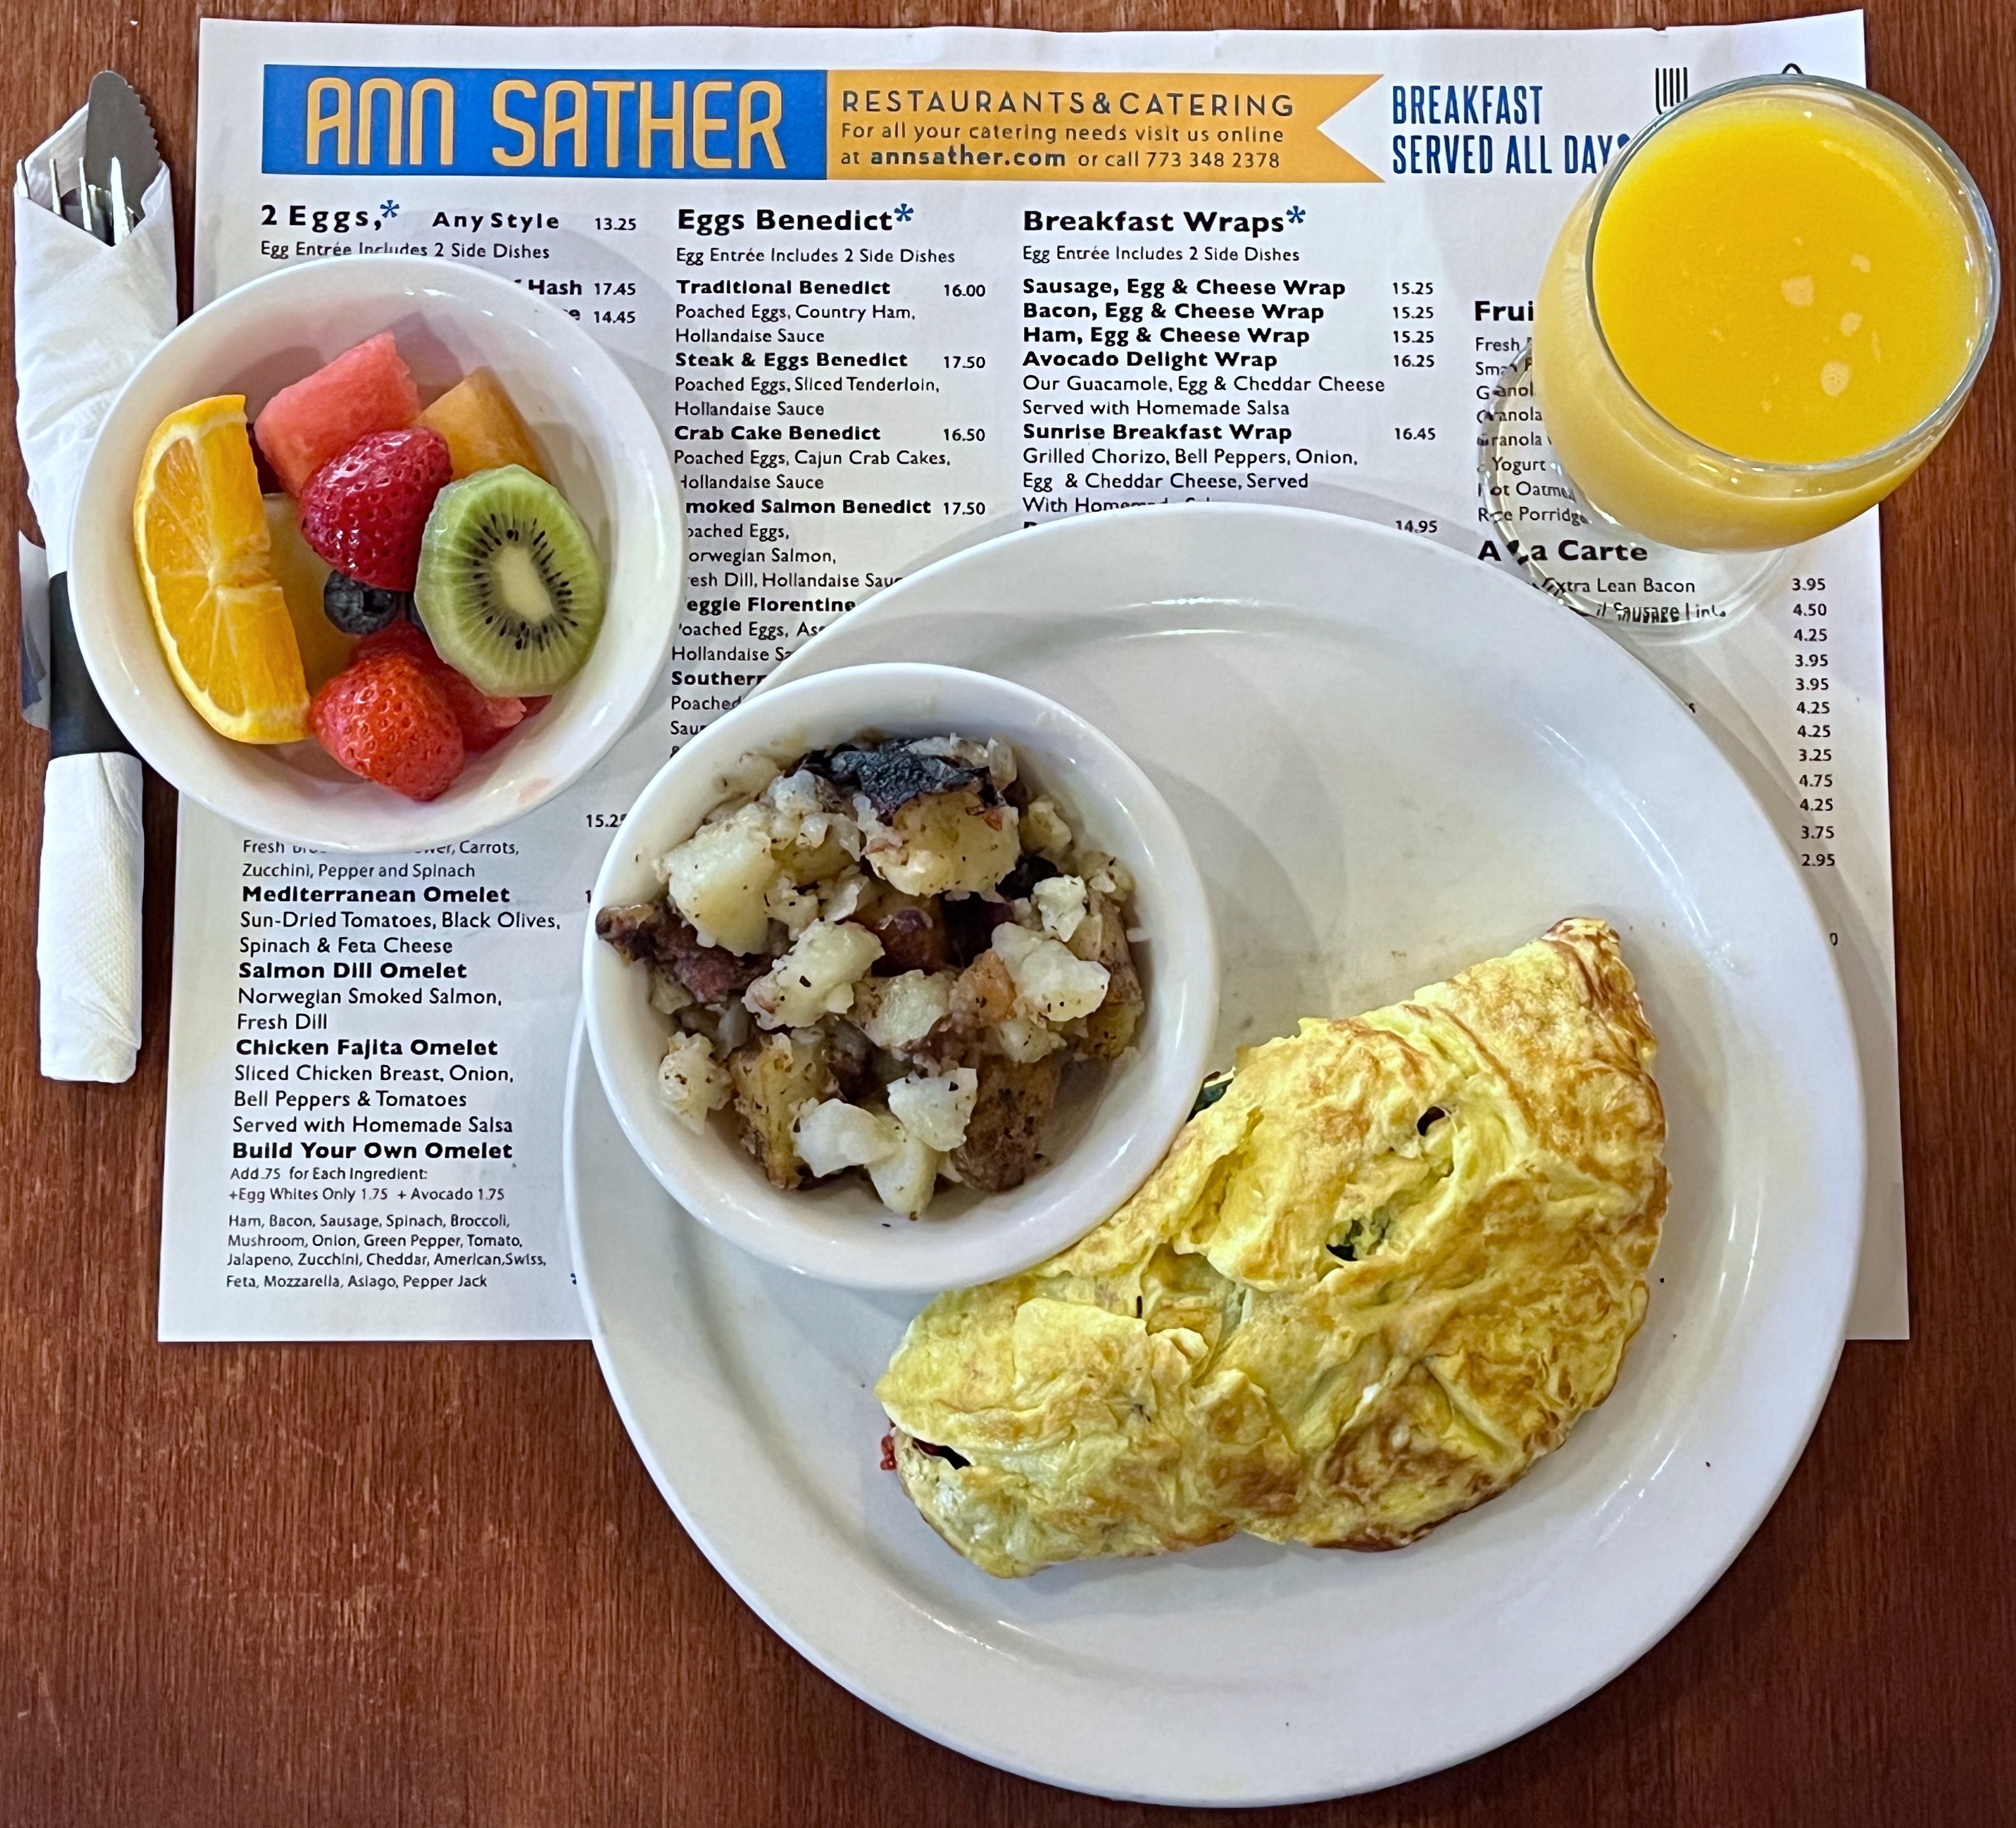 ANN SATHER
RESTAURANTS & CATERING
For all your catering needs visit us online
at annsather.com or call 773 348 2378
BREAKFAST
SERVED ALL DAY
2 Eggs,* Any Style 13.25
Egg Entrée Includes 2 Side Dishes
Hash 17.45
14.45
15.25
Fresh Carrots,
Zucchini, Pepper and Spinach
Mediterranean Omelet
Sun-Dried Tomatoes, Black Olives,
Spinach & Feta Cheese
Salmon Dill Omelet
Norwegian Smoked Salmon,
Fresh Dill
Chicken Fajita Omelet
Sliced Chicken Breast, Onion,
Bell Peppers & Tomatoes
Served with Homemade Salsa
Build Your Own Omelet
Add .75 for Each Ingredient:
+Egg Whites Only 1.75 + Avocado 1.75
Ham, Bacon, Sausage, Spinach, Broccoli,
Mushroom, Onion, Green Pepper, Tomato,
Jalapeno, Zucchini, Cheddar, American,Swiss,
Feta, Mozzarella, Asiago, Pepper Jack
Eggs Benedict*
Egg Entrée Includes 2 Side Dishes
Traditional Benedict 16.00
Poached Eggs, Country Ham,
Hollandaise Sauce
Steak & Eggs Benedict 17.50
Poached Eggs, Sliced Tenderloin,
Hollandaise Sauce
Crab Cake Benedict 16.50
Poached Eggs, Cajun Crab Cakes,
Hollandaise Sauce
Smoked Salmon Benedict 17.50
Poached Eggs,
Norwegian Salmon,
Fresh Dill, Hollandaise
Veggie Florentine
Poached Eggs,
Hollandaise
Southern
Poached
Breakfast Wraps*
Egg Entrée Includes 2 Side Dishes
Sausage, Egg & Cheese Wrap 15.25
Bacon, Egg & Cheese Wrap 15.25
Ham, Egg & Cheese Wrap 15.25
Avocado Delight Wrap 16.25
Our Guacamole, Egg & Cheddar Cheese
Served with Homemade Salsa
Sunrise Breakfast Wrap 16.45
Grilled Chorizo, Bell Peppers, Onion,
Egg & Cheddar Cheese, Served
With
14.95
Frui
Fresh
Granola
Granola
Yogurt
Hot
Rice
A La Carte
Extra Lean Bacon 3.95
Sausage Links 4.50
4.25
3.95
3.95
4.25
4.25
3.25
4.75
4.25
3.75
2.95